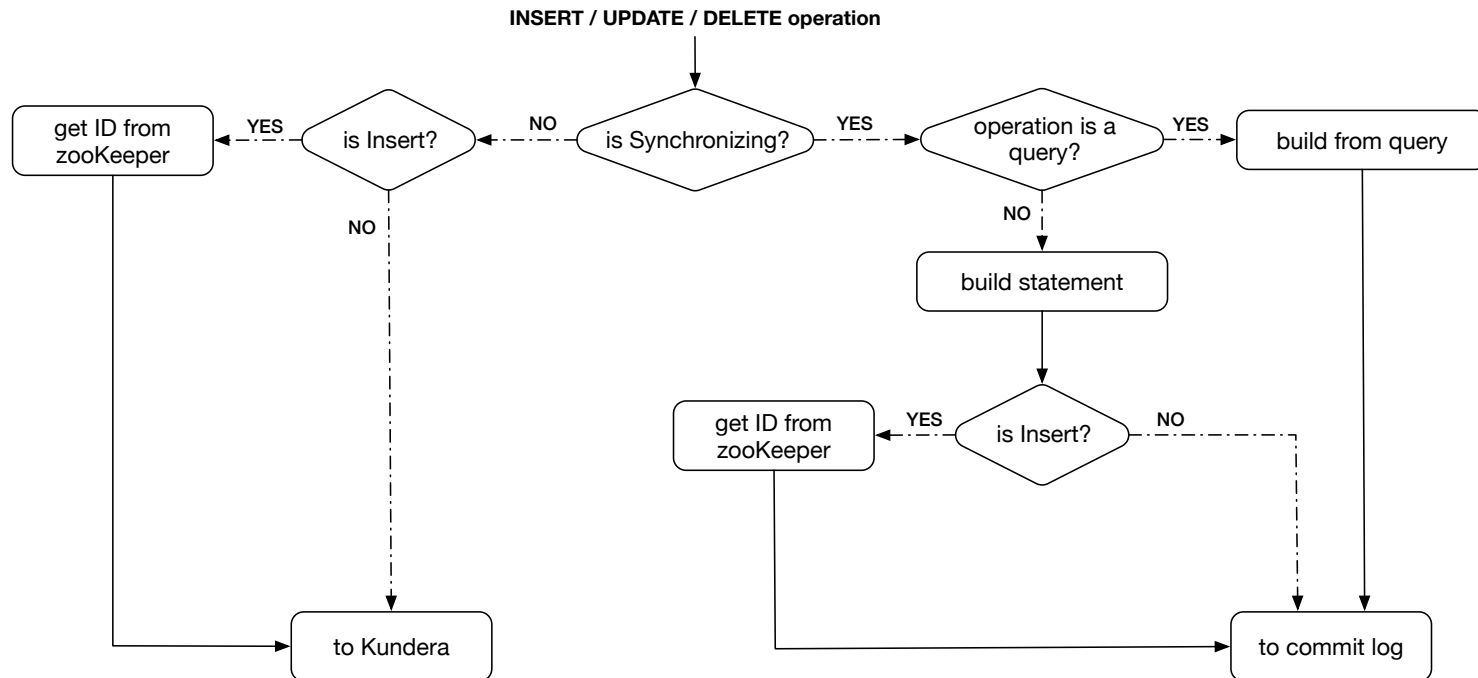 INSERT / UPDATE / DELETE operation
get ID from
zooKeeper
YES
is Insert?
NO
is Synchronizing?
YES
operation is a
query?
YES
build from query
NO
NO
build statement
get ID from
zooKeeper
YES
is Insert?
NO
to Kundera
to commit log